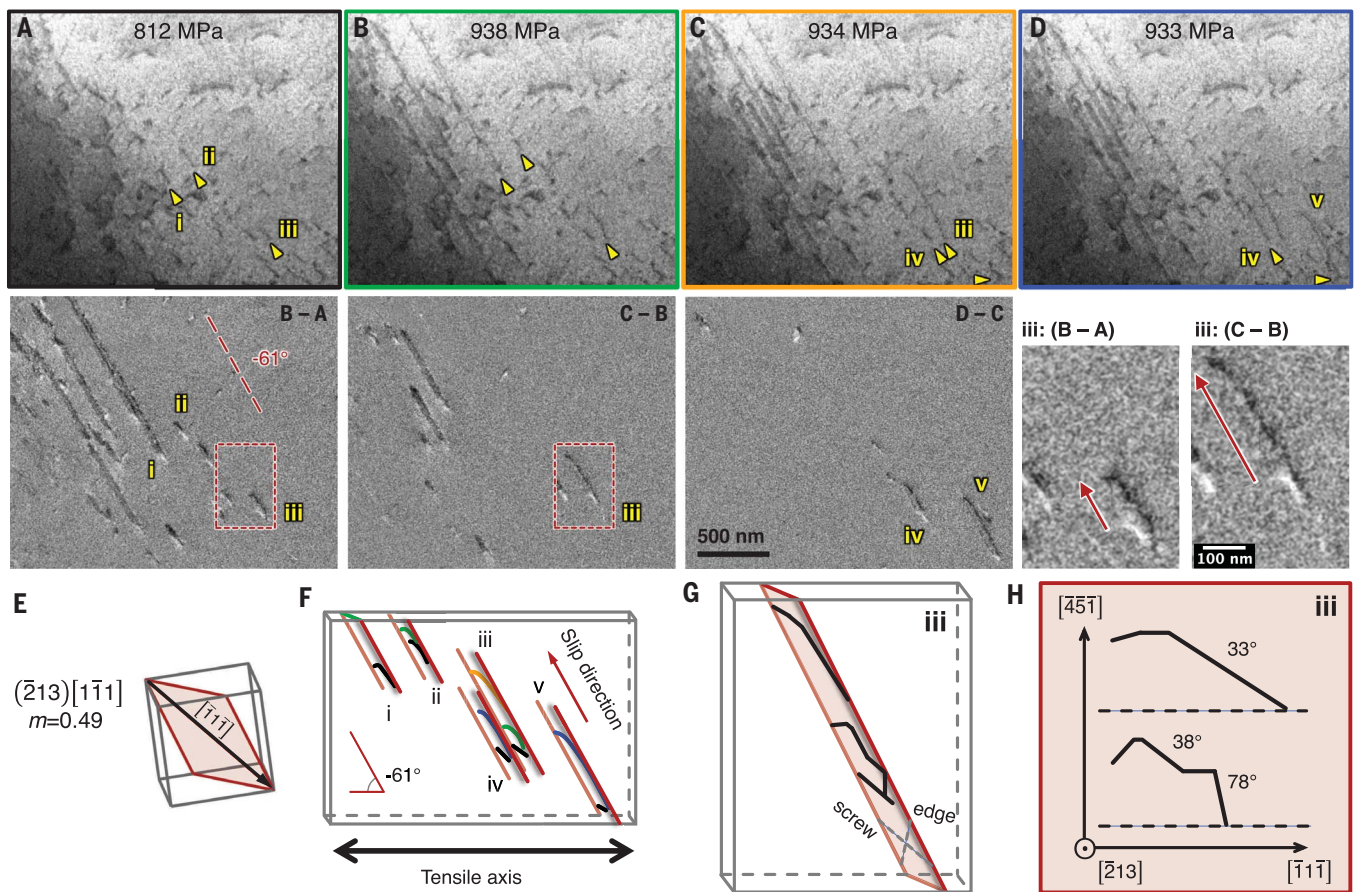 A
812 MPa
B
938 MPa
C
934 MPa
D
933 MPa
ii
i
iii
iii
iv
v
iv
B – A
-61°
ii
i
iii
C – B
iii
D – C
v
iv
500 nm
iii: (B – A)
iii: (C – B)
100 nm
E
(2̅13)[11̅1]
m=0.49
[1̅11̅]
F
iii
Slip direction
i
ii
v
iv
-61°
Tensile axis
G
iii
screw
edge
H
[4̅5̅1̅]
iii
33°
38°
78°
[2̅13]
[1̅11̅]